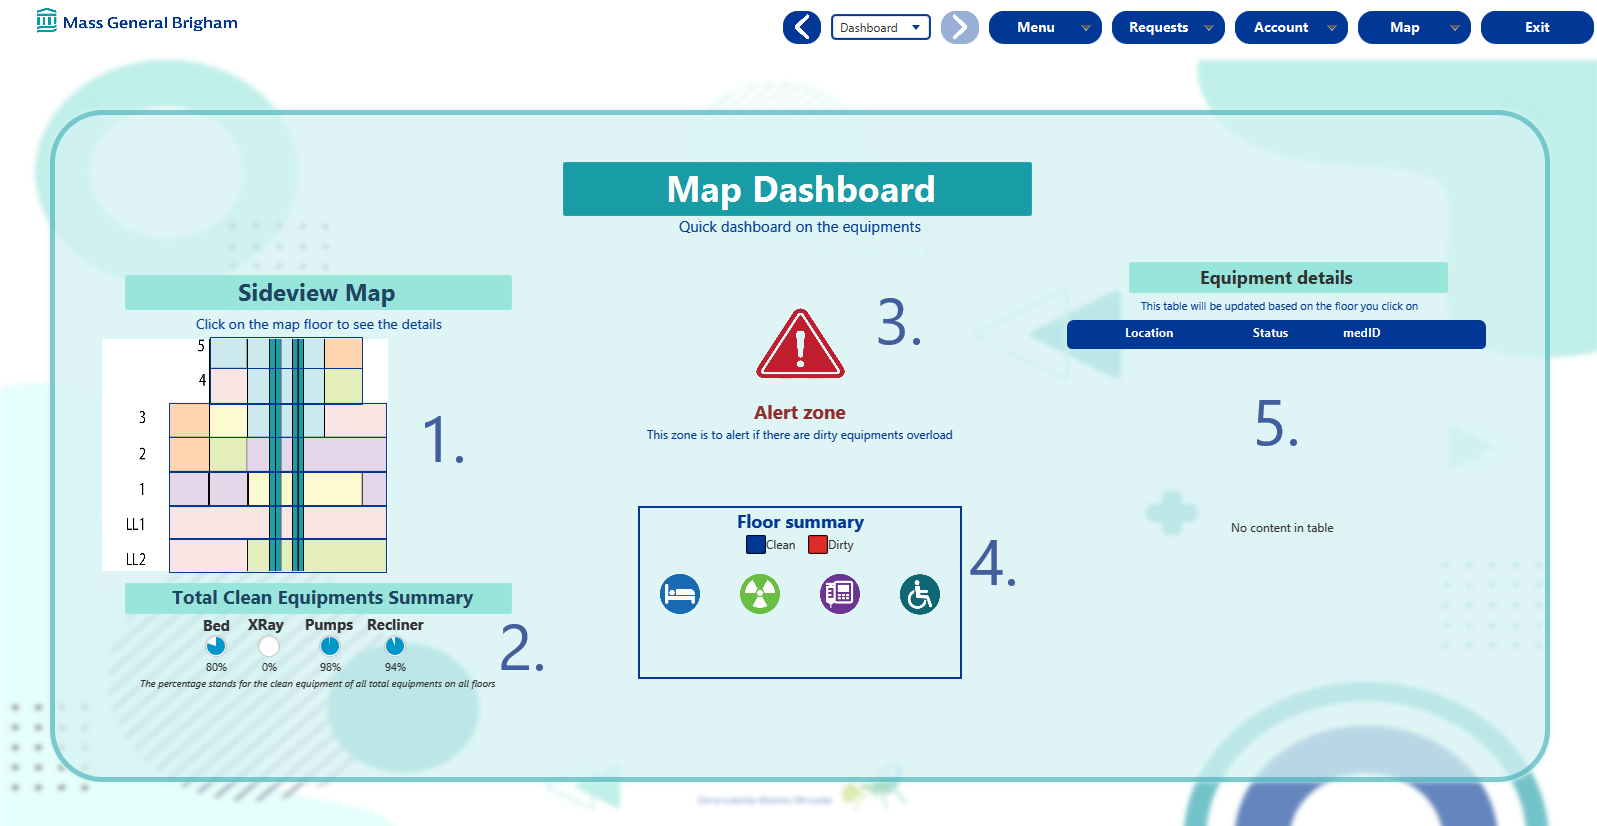 Mass General Brigham
Dashboard
Menu
Requests
Account
Map
Exit
Map Dashboard
Quick dashboard on the equipments
Sideview Map
Click on the map floor to see the details
5
4
3
2
1
LL1
LL2
1.
Total Clean Equipments Summary
Bed XRay Pumps Recliner
80% 0% 98% 94%
The percentage stands for the clean equipment of all total equipments on all floors
2.
3.
Alert zone
This zone is to alert if there are dirty equipments overload
Floor summary
Clean Dirty
4.
Equipment details
This table will be updated based on the floor you click on
Location Status medID
5.
No content in table